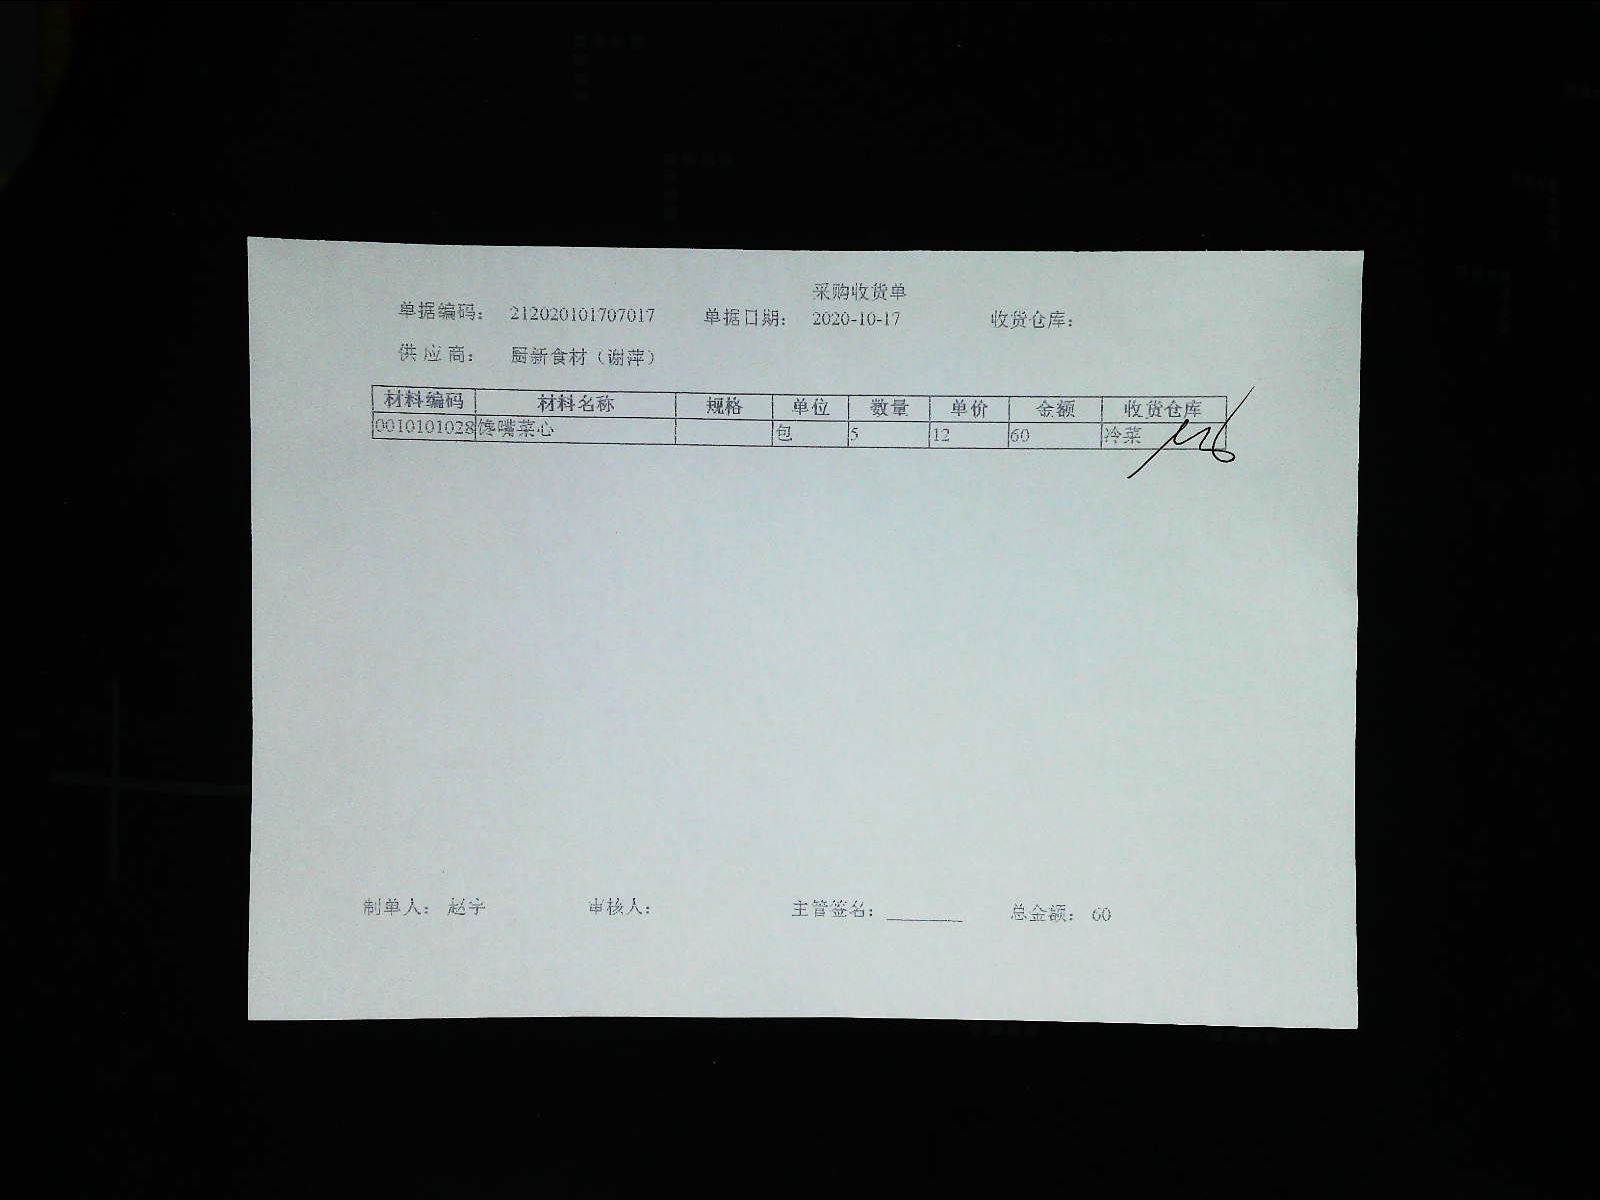 采购收货单
单据编码： 212020101707017 单据日期： 2020-10-17 收货仓库：
供 应 商： 厨新食材（谢萍）
材料编码 材料名称 规格 单位 数量 单价 金额 收货仓库
0010101028 馋嘴菜心 包 5 12 60 冷菜
制单人： 赵宇 审核人： 主管签名： ________ 总金额： 60